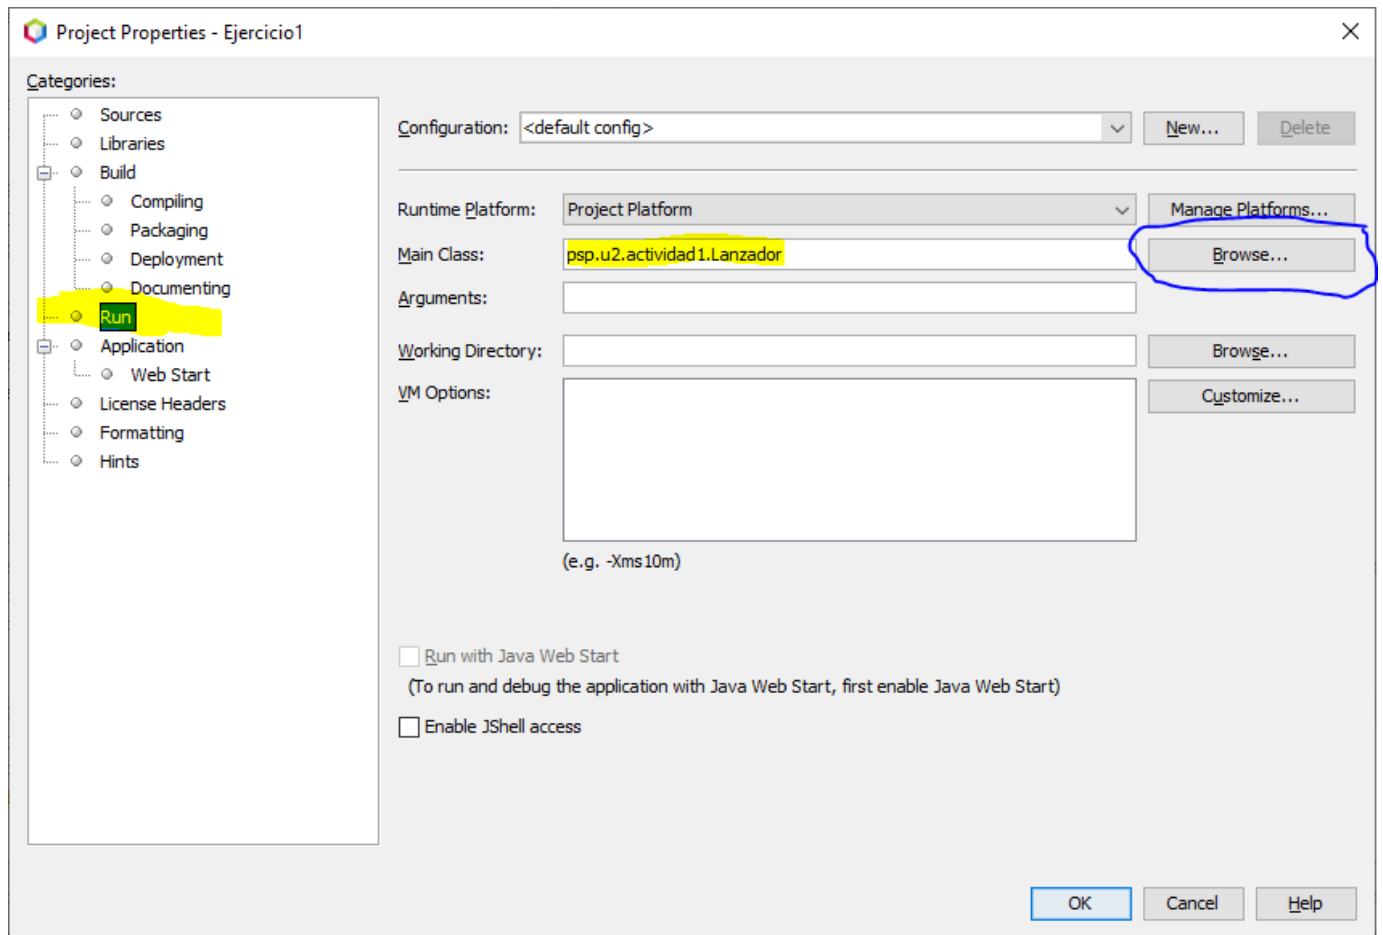 Project Properties - Ejercicio1
Categories:
Sources
Libraries
Build
Compiling
Packaging
Deployment
Documenting
Run
Application
Web Start
License Headers
Formatting
Hints
Configuration: <default config> New... Delete
Runtime Platform: Project Platform Manage Platforms...
Main Class: psp.u2.actividad1.Lanzador Browse...
Arguments:
Working Directory: Browse...
VM Options: Customize...
(e.g. -Xms10m)
Run with Java Web Start
(To run and debug the application with Java Web Start, first enable Java Web Start)
Enable JShell access
OK Cancel Help